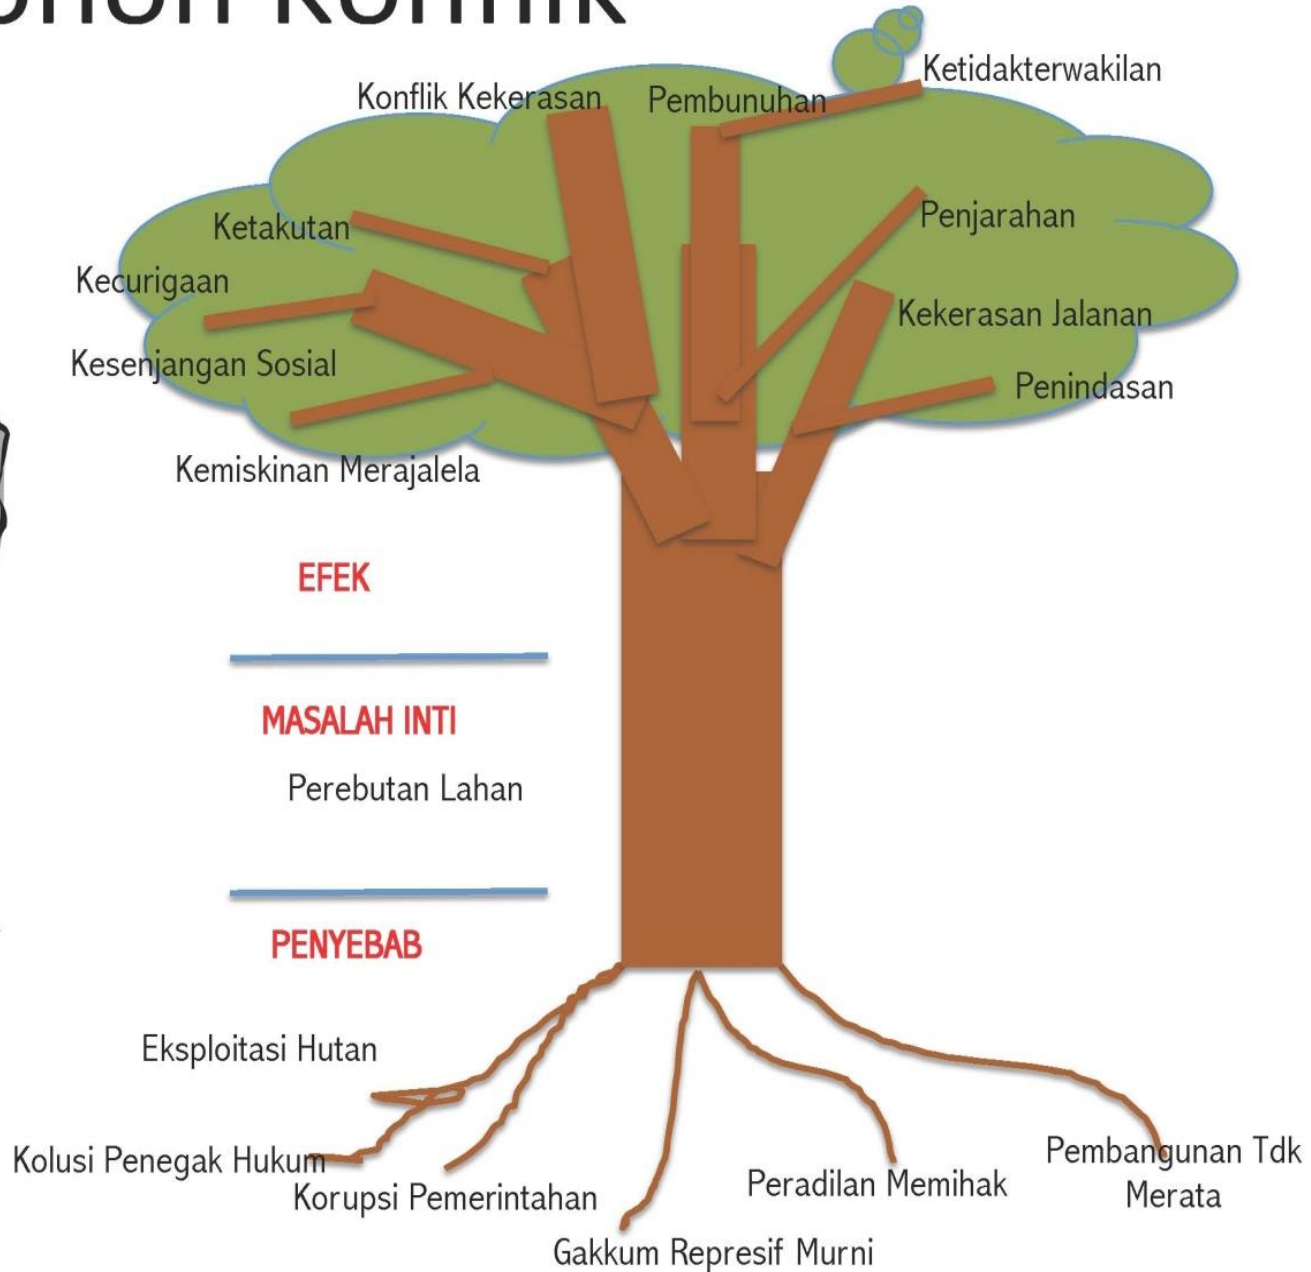 Konflik Kekerasan
Pembunuhan
Ketidakterwakilan
Ketakutan
Penjarahan
Kecurigaan
Kekerasan Jalanan
Kesenjangan Sosial
Penindasan
Kemiskinan Merajalela
EFEK
MASALAH INTI
Perebutan Lahan
PENYEBAB
Eksploitasi Hutan
Kolusi Penegak Hukum
Korupsi Pemerintahan
Gakkum Represif Murni
Peradilan Memihak
Pembangunan Tdk
Merata